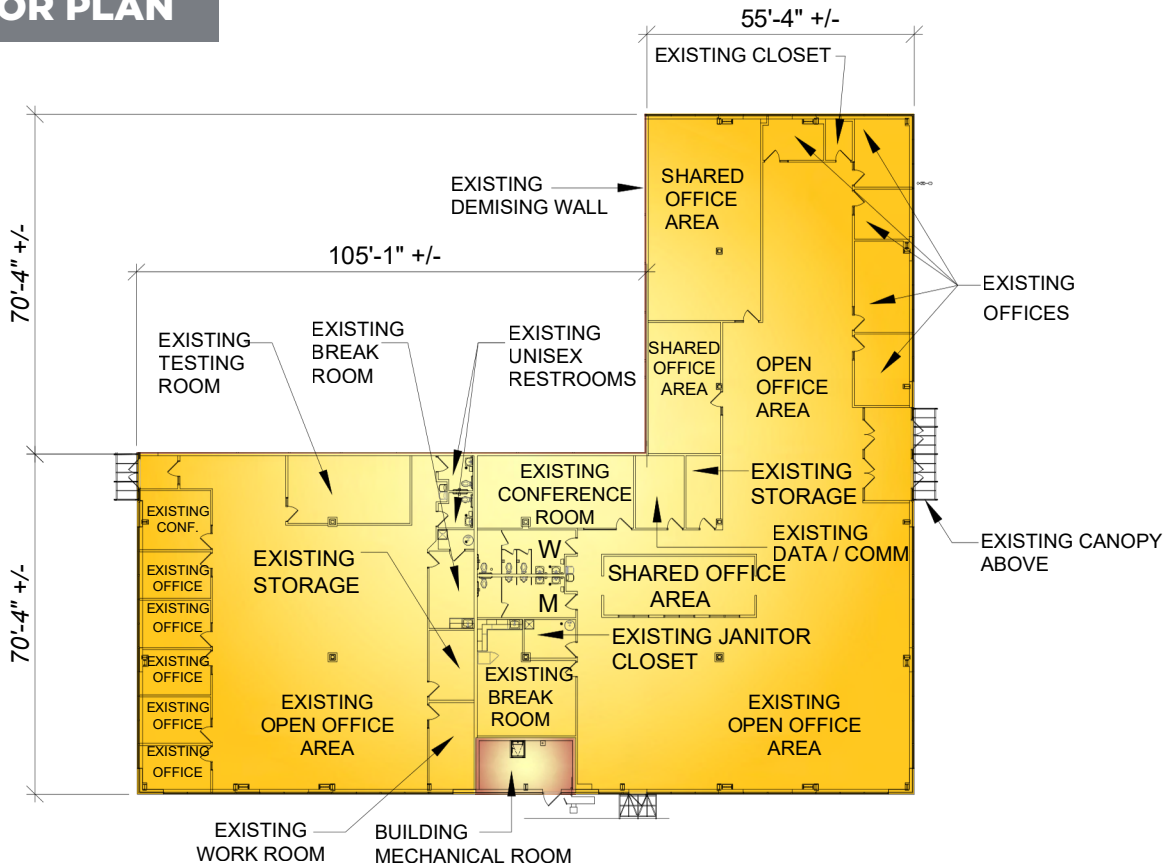 OR PLAN
55'-4" +/-
EXISTING CLOSET
EXISTING
DEMISING WALL
SHARED
OFFICE
AREA
70'-4" +/-
105'-1" +/-
EXISTING
OFFICES
EXISTING
TESTING
ROOM
EXISTING
BREAK
ROOM
EXISTING
UNISEX
RESTROOMS
SHARED
OFFICE
AREA
OPEN
OFFICE
AREA
EXISTING
CONFERENCE
ROOM
EXISTING
STORAGE
EXISTING
DATA / COMM
EXISTING CANOPY
ABOVE
EXISTING
CONF.
EXISTING
OFFICE
EXISTING
OFFICE
EXISTING
OFFICE
EXISTING
OFFICE
EXISTING
OFFICE
70'-4" +/-
EXISTING
STORAGE
W
M
SHARED OFFICE
AREA
EXISTING JANITOR
CLOSET
EXISTING
BREAK
ROOM
EXISTING
OPEN OFFICE
AREA
EXISTING
OPEN OFFICE
AREA
EXISTING
WORK ROOM
BUILDING
MECHANICAL ROOM